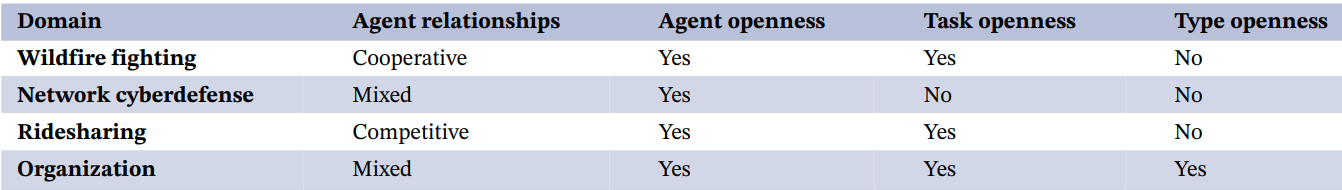 Domain Agent relationships Agent openness Task openness Type openness
Wildfire fighting Cooperative Yes Yes No
Network cyberdefense Mixed Yes No No
Ridesharing Competitive Yes Yes No
Organization Mixed Yes Yes Yes